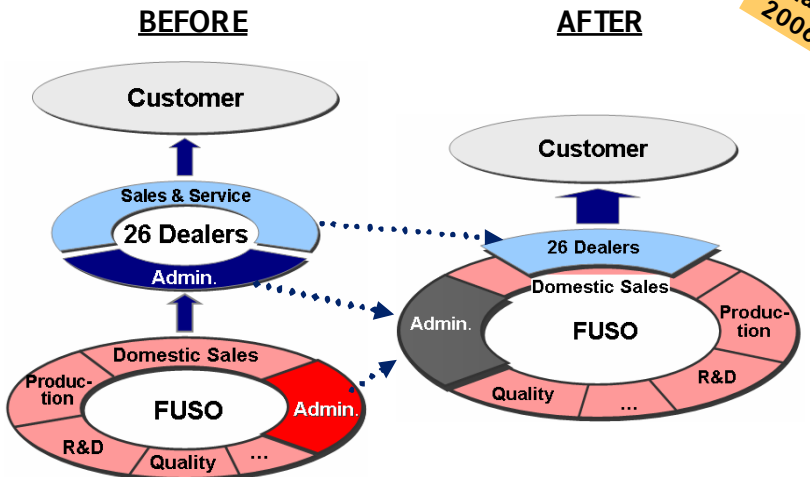 BEFORE
AFTER
Customer
Sales & Service
26 Dealers
Admin.
Domestic Sales
Produc-
tion
FUSO
Admin.
R&D
Quality
...
Customer
26 Dealers
Domestic Sales
Admin.
FUSO
Produc-
tion
R&D
Quality
...